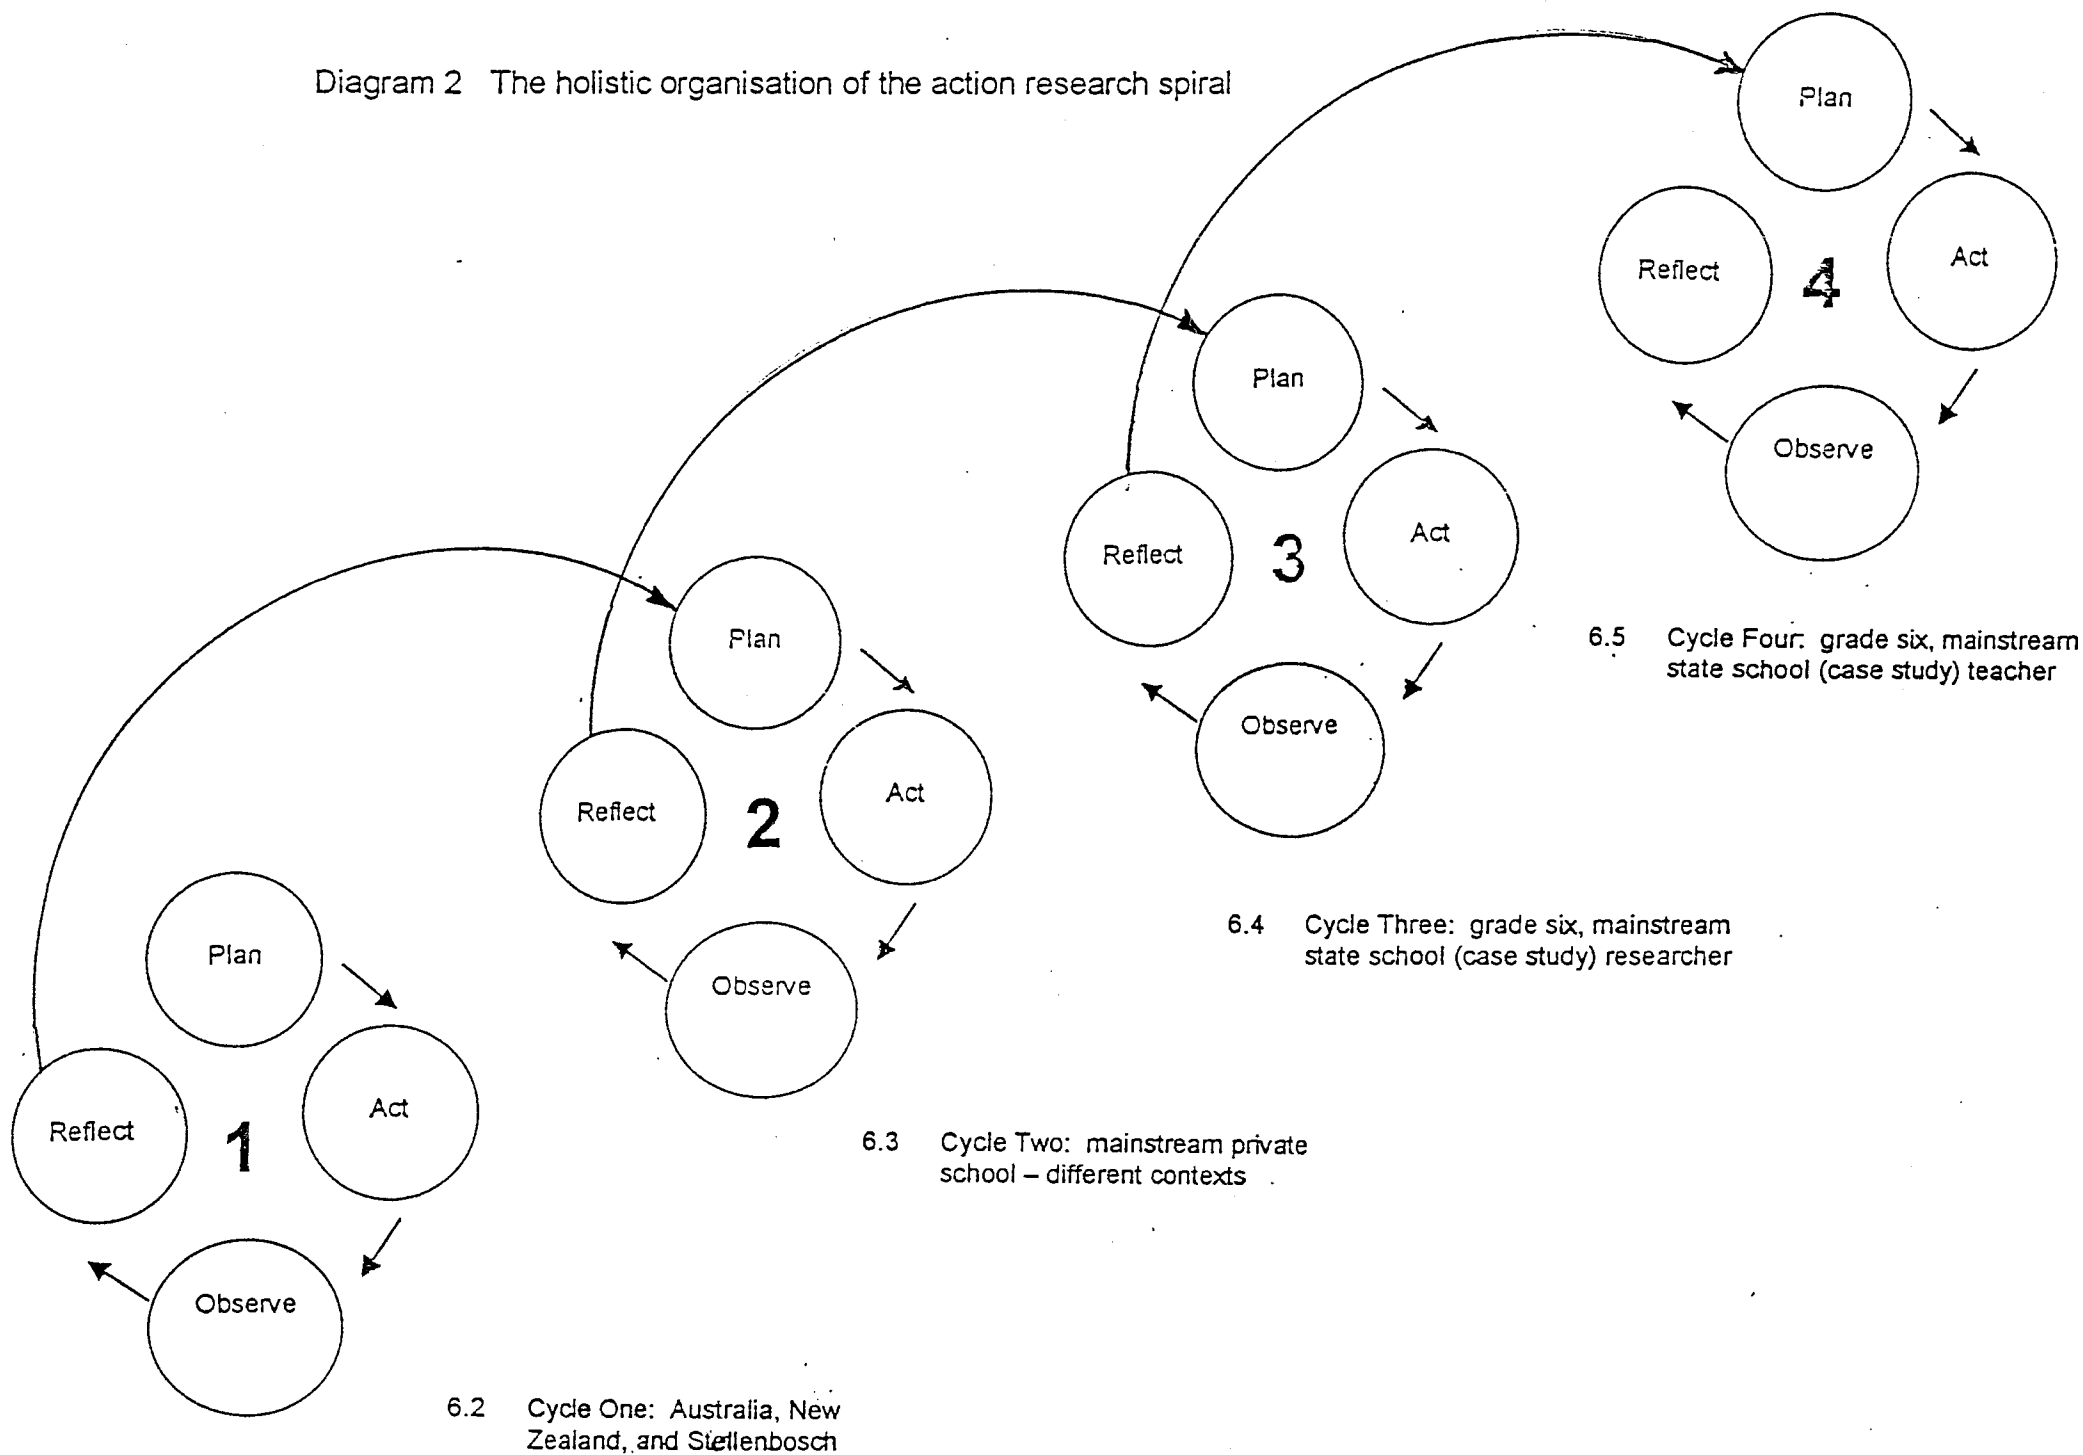 Diagram 2 The holistic organisation of the action research spiral
Plan
Act
Reflect
4
Observe
6.5 Cycle Four: grade six, mainstream
state school (case study) teacher
Plan
Act
Reflect
3
Observe
6.4 Cycle Three: grade six, mainstream
state school (case study) researcher
Plan
Act
Reflect
2
Observe
6.3 Cycle Two: mainstream private
school – different contexts
Plan
Act
Reflect
1
Observe
6.2 Cycle One: Australia, New
Zealand, and Stellenbosch